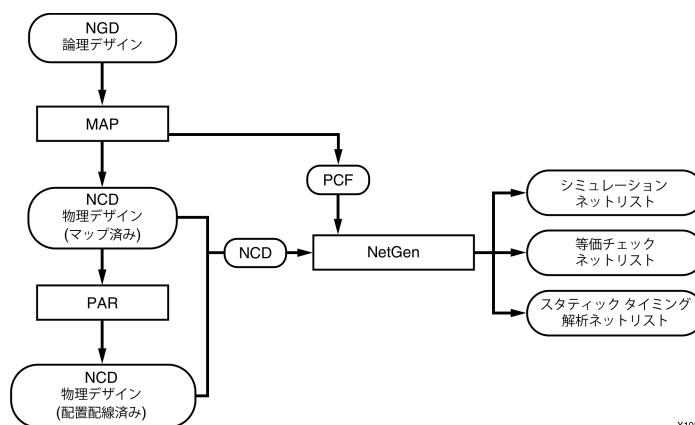 NGD
論理デザイン
MAP
PCF
NCD
物理デザイン
(マップ済み)
NCD
NetGen
シミュレーション
ネットリスト
等価チェック
ネットリスト
スタティック タイミング
解析ネットリスト
PAR
NCD
物理デザイン
(配置配線済み)